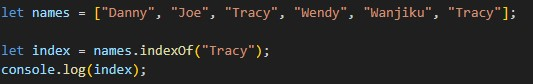 let names = ["Danny", "Joe", "Tracy", "Wendy", "Wanjiku", "Tracy"];
let index = names.indexOf("Tracy");
console.log(index);